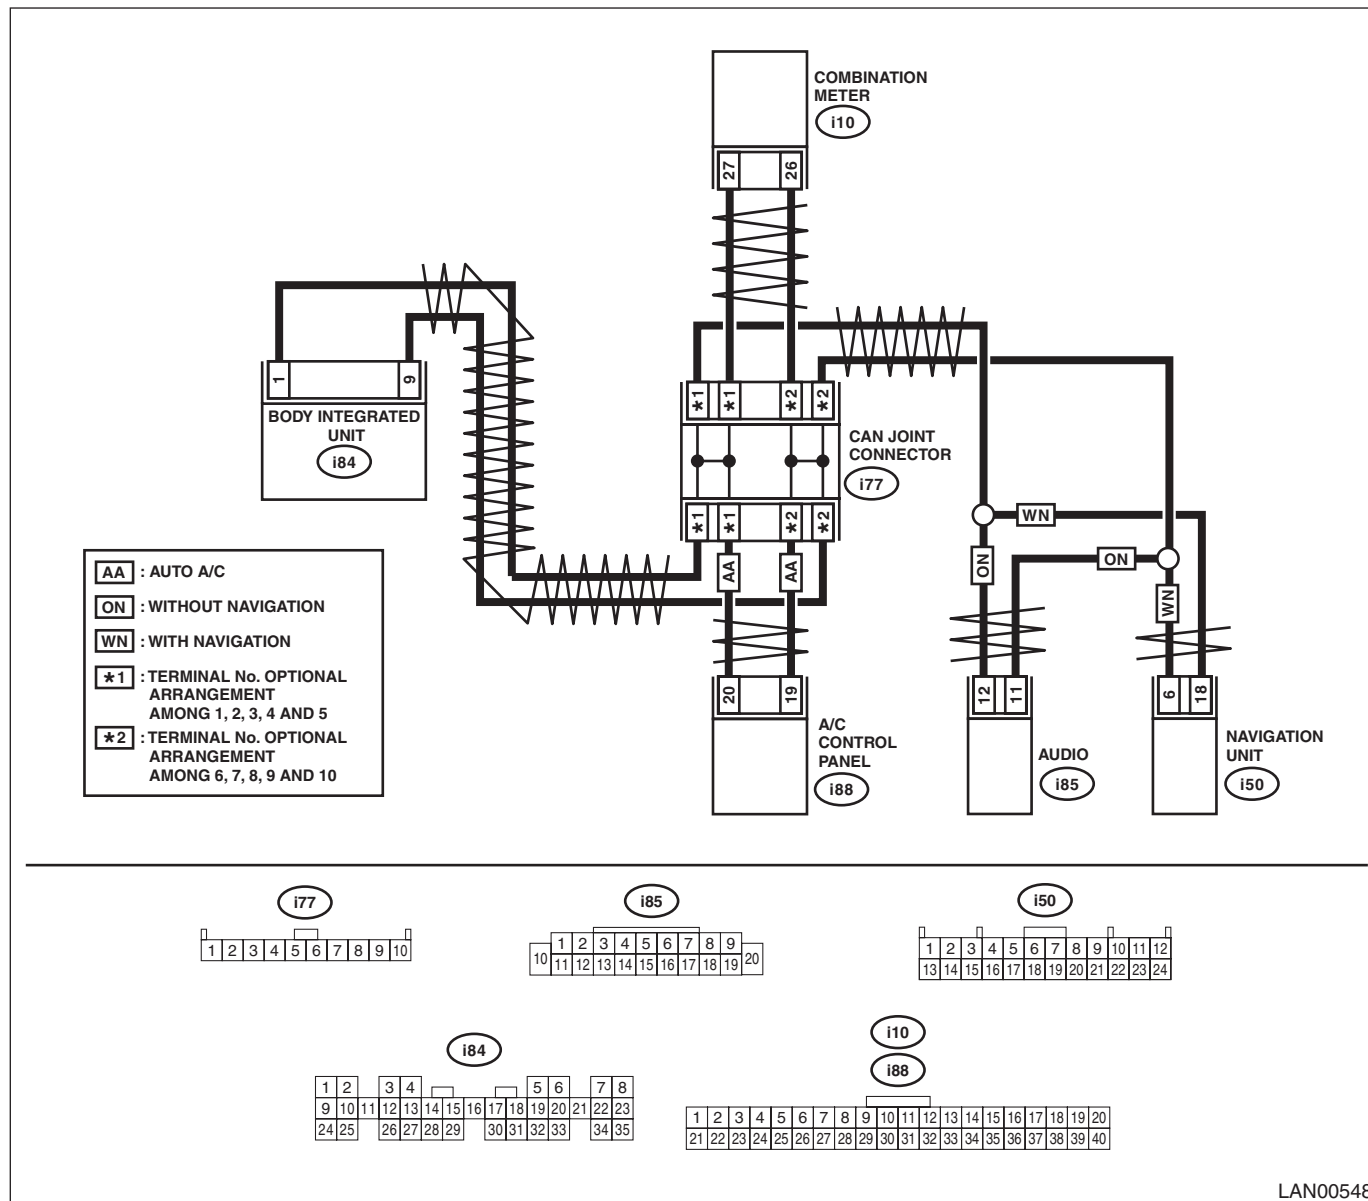 COMBINATION
METER
i10
27
26
1
9
BODY INTEGRATED
UNIT
i84
*1
*1
*2
*2
CAN JOINT
CONNECTOR
i77
*1
*1
*2
*2
WN
ON
ON
WN
AA
AA
AA : AUTO A/C
ON : WITHOUT NAVIGATION
WN : WITH NAVIGATION
*1 : TERMINAL No. OPTIONAL
ARRANGEMENT
AMONG 1, 2, 3, 4 AND 5
*2 : TERMINAL No. OPTIONAL
ARRANGEMENT
AMONG 6, 7, 8, 9 AND 10
20
19
A/C
CONTROL
PANEL
i88
12
11
AUDIO
i85
6
18
NAVIGATION
UNIT
i50
i77
1 2 3 4 5 6 7 8 9 10
i85
1 2 3 4 5 6 7 8 9
10 11 12 13 14 15 16 17 18 19 20
i50
1 2 3 4 5 6 7 8 9 10 11 12
13 14 15 16 17 18 19 20 21 22 23 24
i84
1 2 3 4 5 6 7 8
9 10 11 12 13 14 15 16 17 18 19 20 21 22 23
24 25 26 27 28 29 30 31 32 33 34 35
i10
i88
1 2 3 4 5 6 7 8 9 10 11 12 13 14 15 16 17 18 19 20
21 22 23 24 25 26 27 28 29 30 31 32 33 34 35 36 37 38 39 40
LAN00548